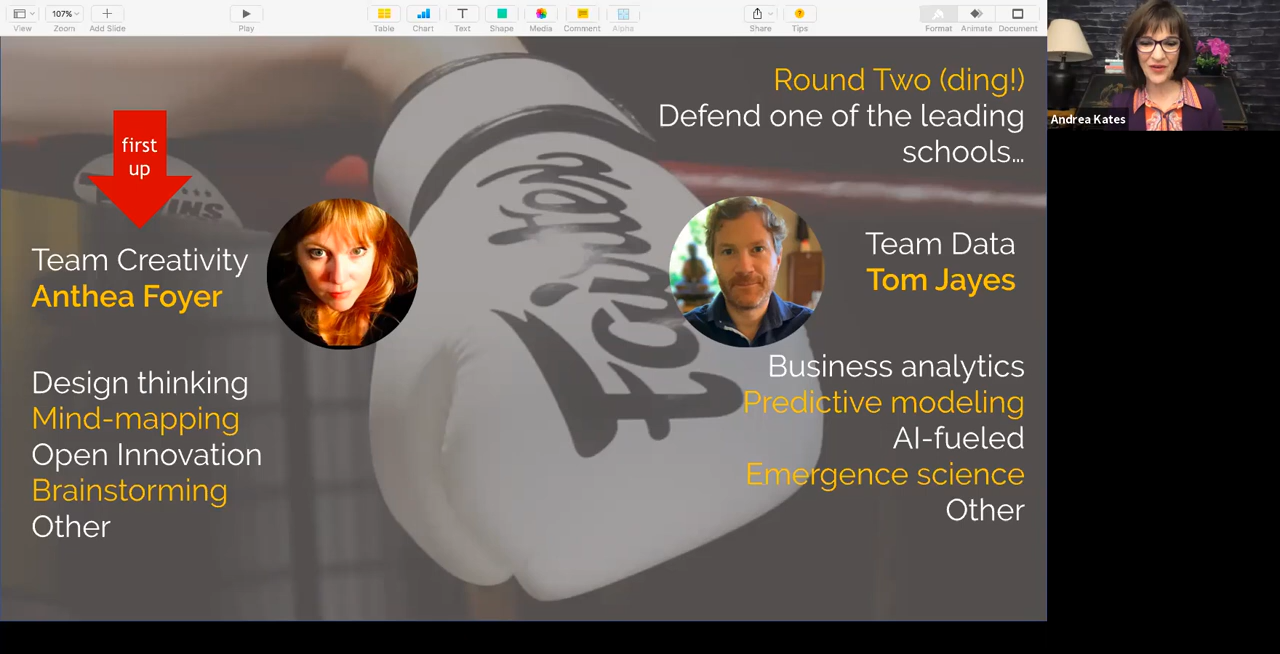 107%
View
Zoom
Add Slide
Play
Table
Chart
Text
Shape
Media
Comment
Alpha
Share
Tips
Format
Animate
Document
Andrea Kates
Round Two (ding!)
Defend one of the leading
schools...
first
up
Team Creativity
Anthea Foyer
Design thinking
Mind-mapping
Open Innovation
Brainstorming
Other
Team Data
Tom Jayes
Business analytics
Predictive modeling
AI-fueled
Emergence science
Other